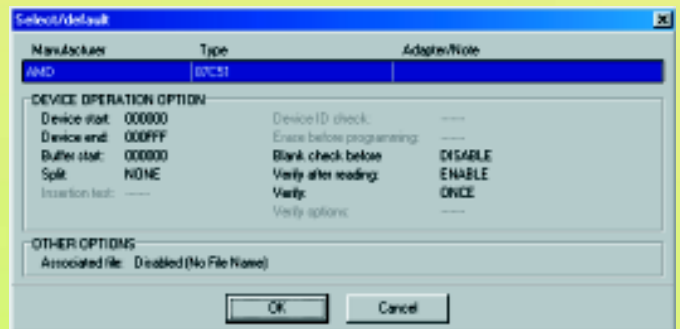 Select/default
Manufacturer Type Adapter/Note
AMD 87C51
DEVICE OPERATION OPTION
Device start: 000000 Device ID check: -----
Device end: 000FFF Erase before programming: -----
Buffer start: 000000 Blank check before DISABLE
Split: NONE Verify after reading: ENABLE
Insertion test: ----- Verify: ONCE
Verify options: -----
OTHER OPTIONS
Associated file: Disabled (No File Name)
OK Cancel